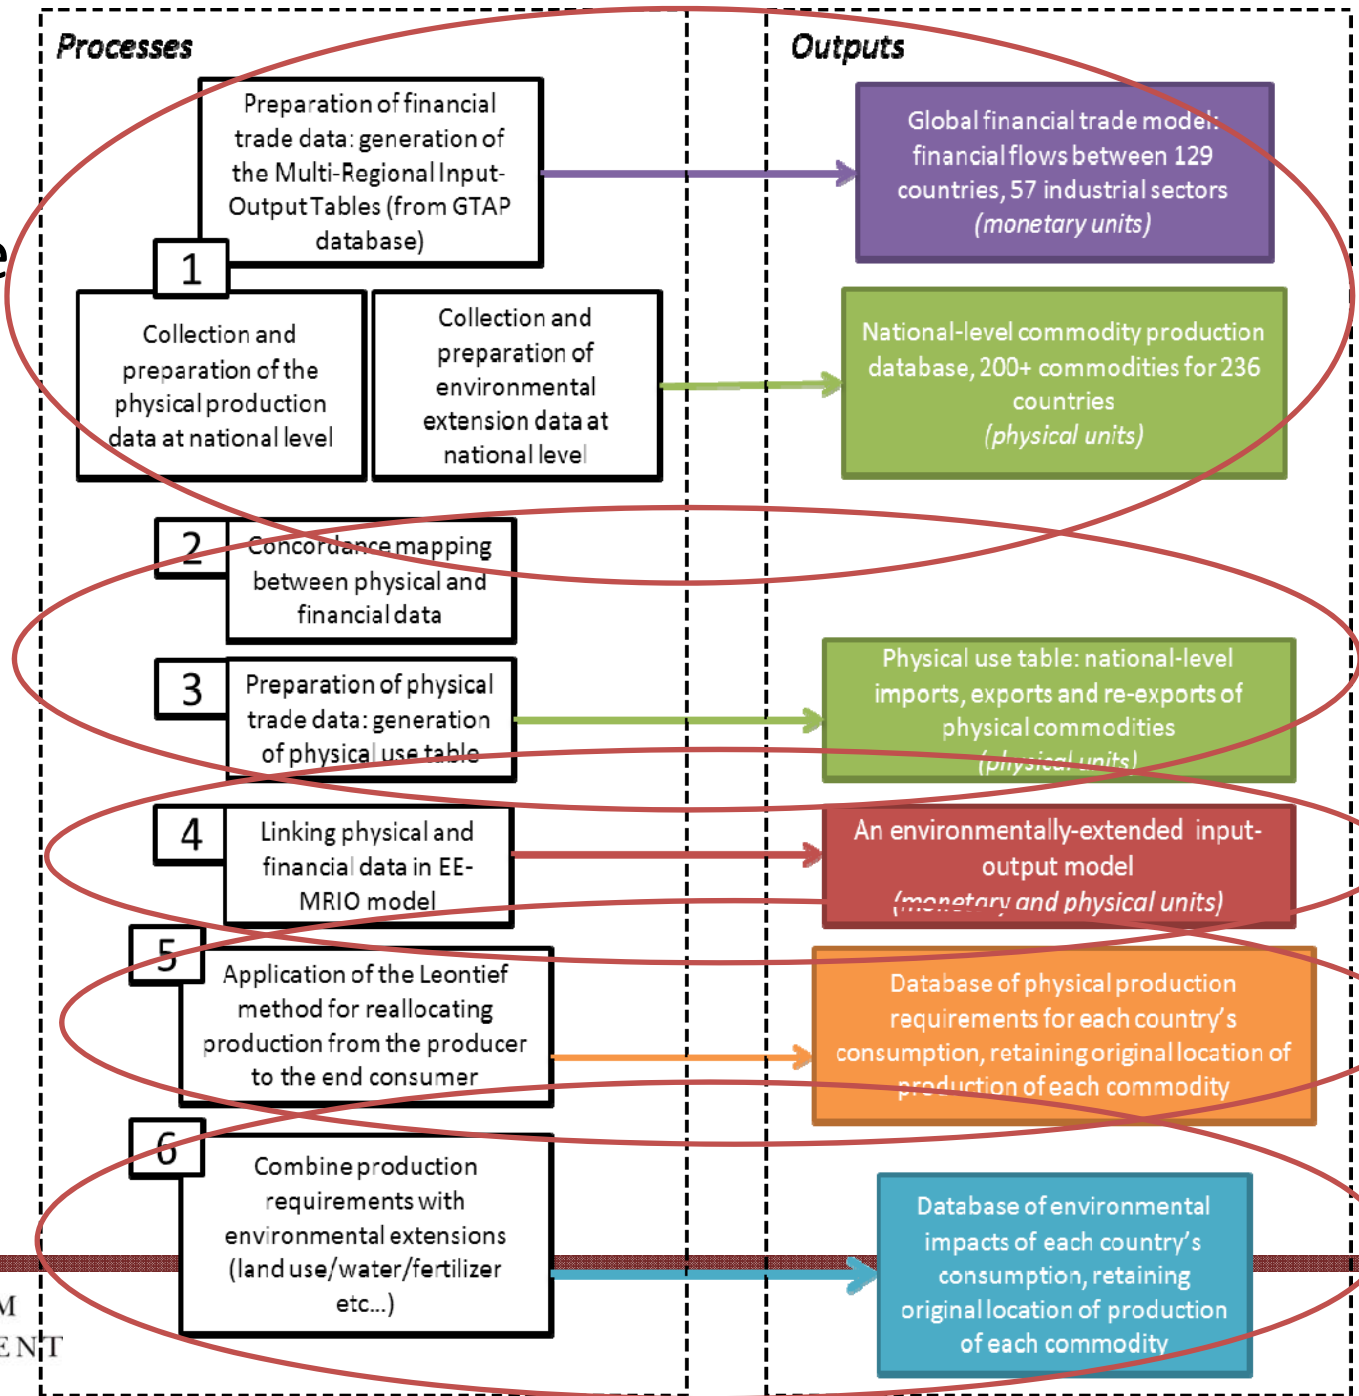 Processes
Outputs
Preparation of financial
trade data: generation of
the Multi-Regional Input-
Output Tables (from GTAP
database)
Global financial trade model:
financial flows between 129
countries, 57 industrial sectors
(monetary units)
e
1
Collection and
preparation of the
physical production
data at national level
Collection and
preparation of
environmental
extension data at
national level
National-level commodity production
database, 200+ commodities for 236
countries
(physical units)
2
Concordance mapping
between physical and
financial data
3
Preparation of physical
trade data: generation
of physical use table
Physical use table: national-level
imports, exports and re-exports of
physical commodities
(physical units)
4
Linking physical and
financial data in EE-
MRIO model
An environmentally-extended input-
output model
(monetary and physical units)
5
Application of the Leontief
method for reallocating
production from the producer
to the end consumer
Database of physical production
requirements for each country's
consumption, retaining original location of
production of each commodity
6
Combine production
requirements with
environmental extensions
(land use/water/fertilizer
etc...)
Database of environmental
impacts of each country's
consumption, retaining
original location of production
of each commodity
M
ENT